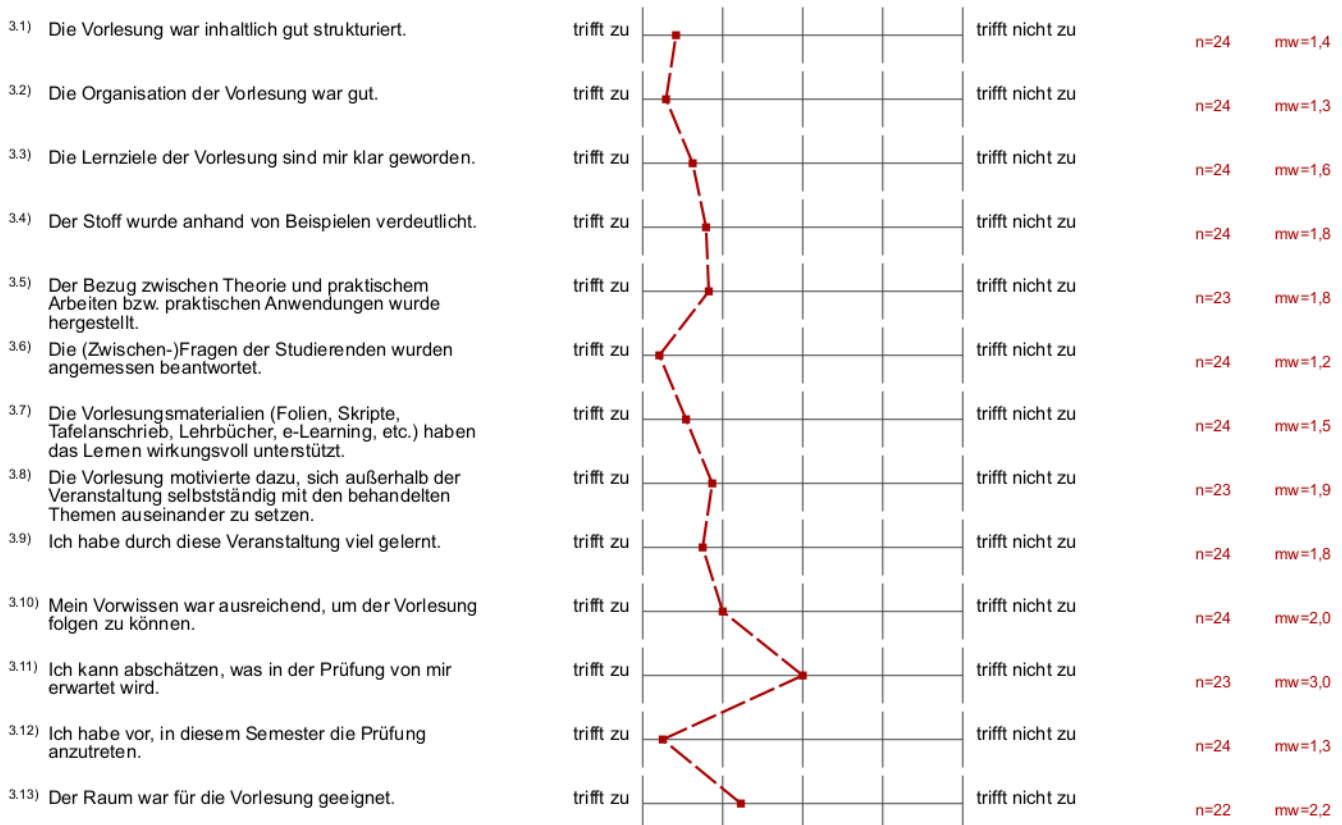 3.1) Die Vorlesung war inhaltlich gut strukturiert. trifft zu trifft nicht zu n=24 mw=1,4
3.2) Die Organisation der Vorlesung war gut. trifft zu trifft nicht zu n=24 mw=1,3
3.3) Die Lernziele der Vorlesung sind mir klar geworden. trifft zu trifft nicht zu n=24 mw=1,6
3.4) Der Stoff wurde anhand von Beispielen verdeutlicht. trifft zu trifft nicht zu n=24 mw=1,8
3.5) Der Bezug zwischen Theorie und praktischem trifft zu trifft nicht zu
Arbeiten bzw. praktischen Anwendungen wurde n=23 mw=1,8
hergestellt.
3.6) Die (Zwischen-)Fragen der Studierenden wurden trifft zu trifft nicht zu
angemessen beantwortet. n=24 mw=1,2
3.7) Die Vorlesungsmaterialien (Folien, Skripte, trifft zu trifft nicht zu
Tafelanschrieb, Lehrbücher, e-Learning, etc.) haben n=24 mw=1,5
das Lernen wirkungsvoll unterstützt.
3.8) Die Vorlesung motivierte dazu, sich außerhalb der trifft zu trifft nicht zu
Veranstaltung selbstständig mit den behandelten n=23 mw=1,9
Themen auseinander zu setzen.
3.9) Ich habe durch diese Veranstaltung viel gelernt. trifft zu trifft nicht zu n=24 mw=1,8
3.10) Mein Vorwissen war ausreichend, um der Vorlesung trifft zu trifft nicht zu
folgen zu können. n=24 mw=2,0
3.11) Ich kann abschätzen, was in der Prüfung von mir trifft zu trifft nicht zu
erwartet wird. n=23 mw=3,0
3.12) Ich habe vor, in diesem Semester die Prüfung trifft zu trifft nicht zu
anzutreten. n=24 mw=1,3
3.13) Der Raum war für die Vorlesung geeignet. trifft zu trifft nicht zu n=22 mw=2,2